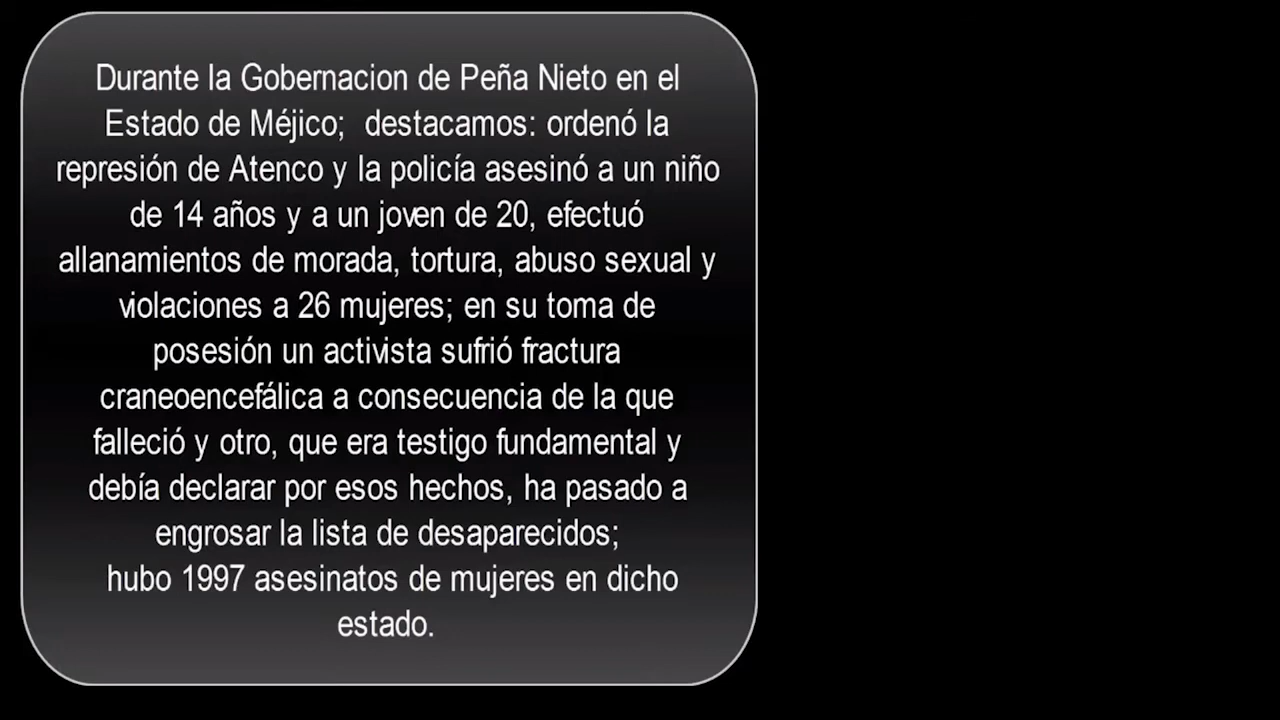 Durante la Gobernacion de Peña Nieto en el
Estado de Méjico;  destacamos: ordenó la
represión de Atenco y la policía asesinó a un niño
de 14 años y a un joven de 20, efectuó
allanamientos de morada, tortura, abuso sexual y
violaciones a 26 mujeres; en su toma de
posesión un activista sufrió fractura
craneoencefálica a consecuencia de la que
falleció y otro, que era testigo fundamental y
debía declarar por esos hechos, ha pasado a
engrosar la lista de desaparecidos;
hubo 1997 asesinatos de mujeres en dicho
estado.